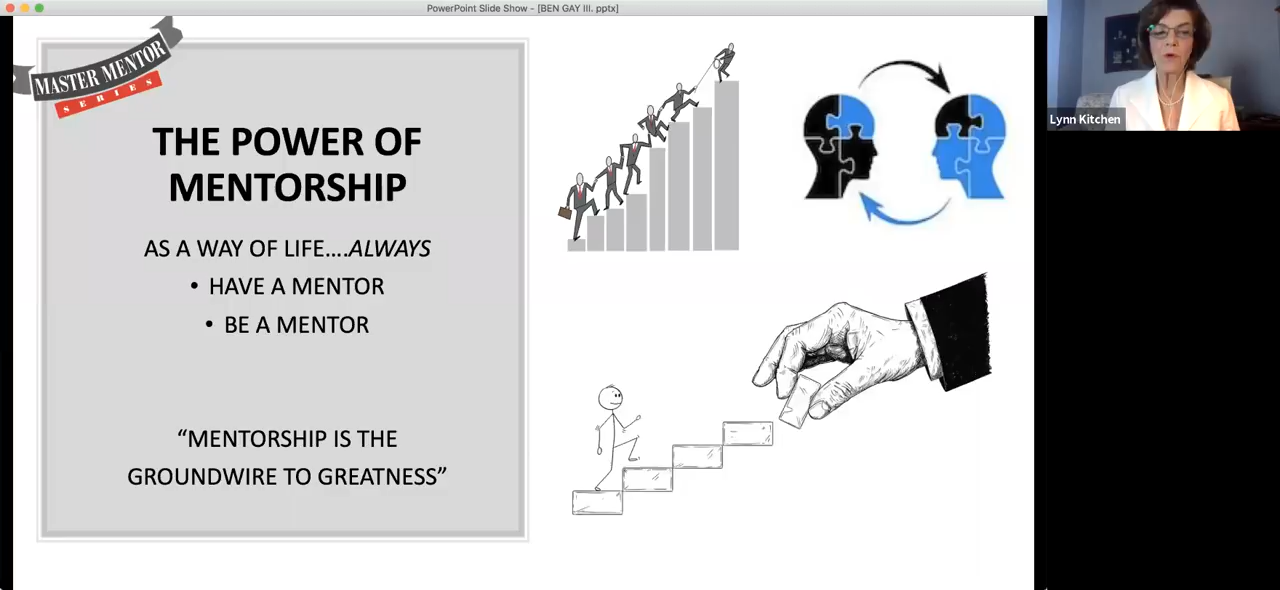 PowerPoint Slide Show - [BEN GAY III. pptx]
MASTER MENTOR
SERIES
THE POWER OF
MENTORSHIP
AS A WAY OF LIFE....ALWAYS
• HAVE A MENTOR
• BE A MENTOR
“MENTORSHIP IS THE
GROUNDWIRE TO GREATNESS”
Lynn Kitchen